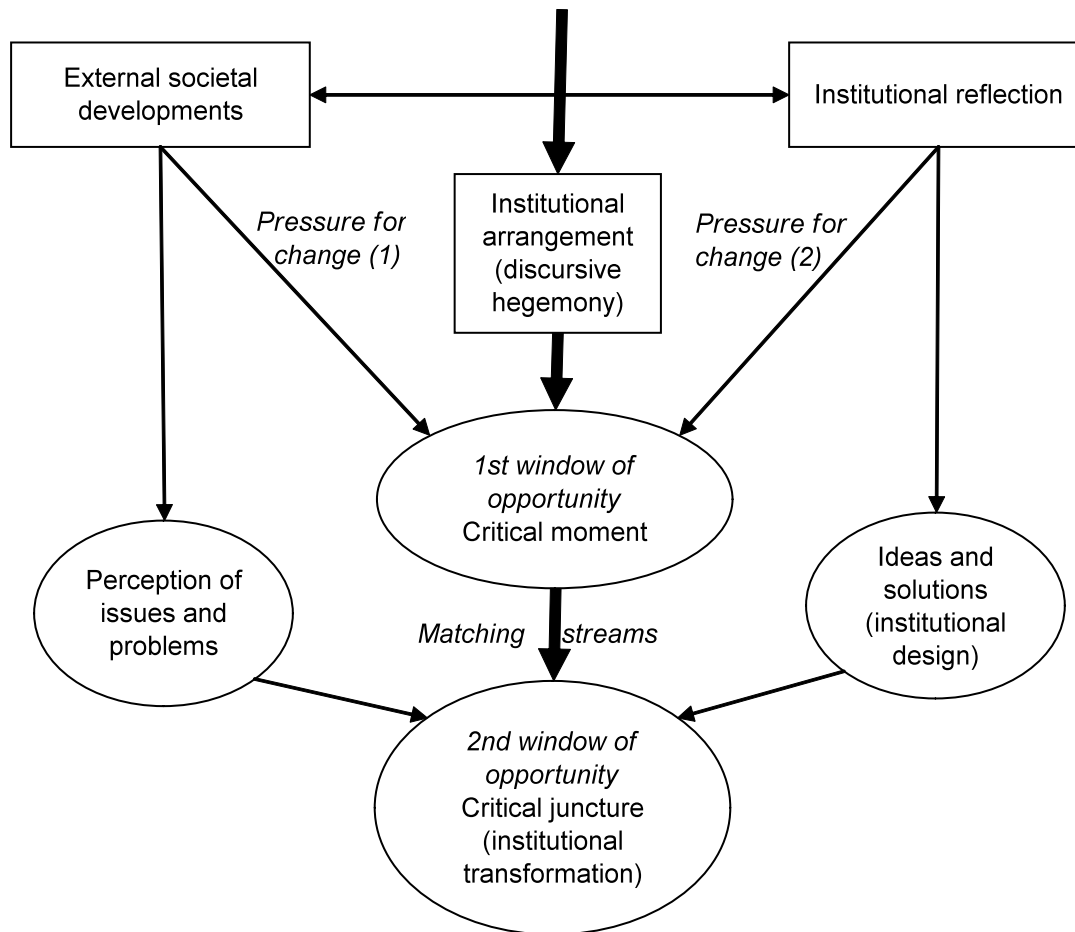 External societal
developments
Institutional reflection
Institutional
arrangement
(discursive
hegemony)
Pressure for
change (1)
Pressure for
change (2)
1st window of
opportunity
Critical moment
Perception of
issues and
problems
Ideas and
solutions
(institutional
design)
Matching streams
2nd window of
opportunity
Critical juncture
(institutional
transformation)